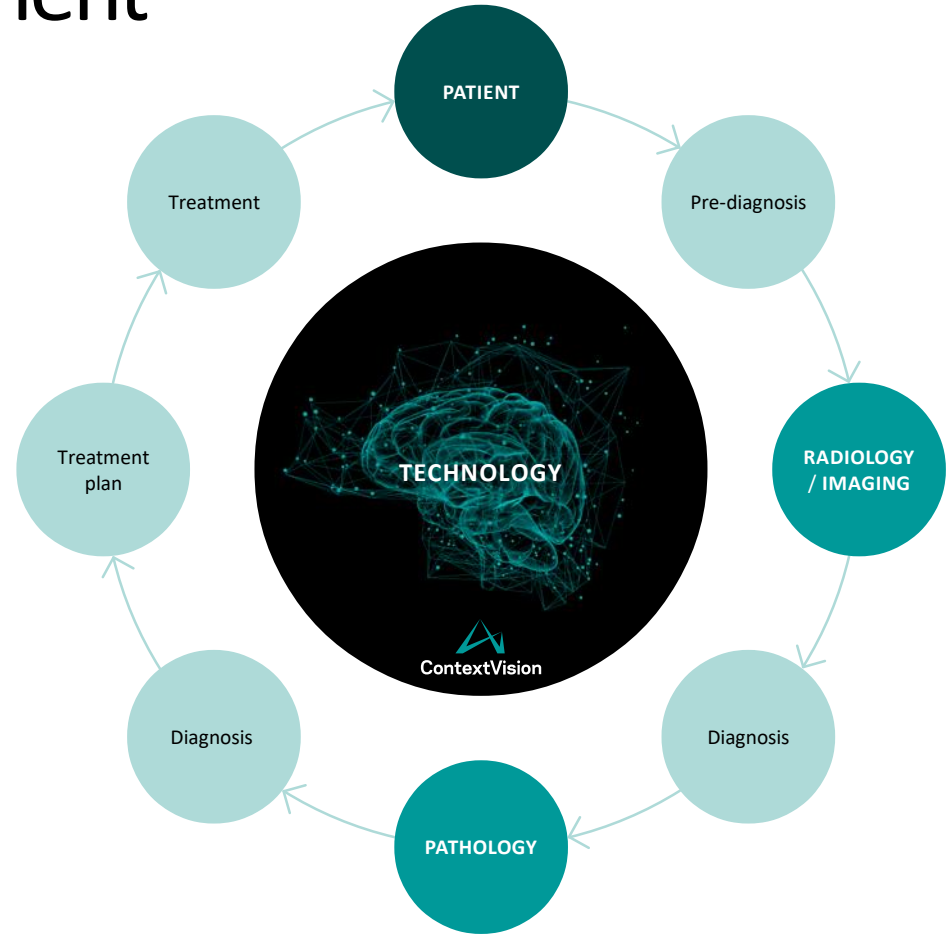 PATIENT
Treatment
Pre-diagnosis
TECHNOLOGY
Treatment
plan
RADIOLOGY
/ IMAGING
ContextVision
Diagnosis
Diagnosis
PATHOLOGY